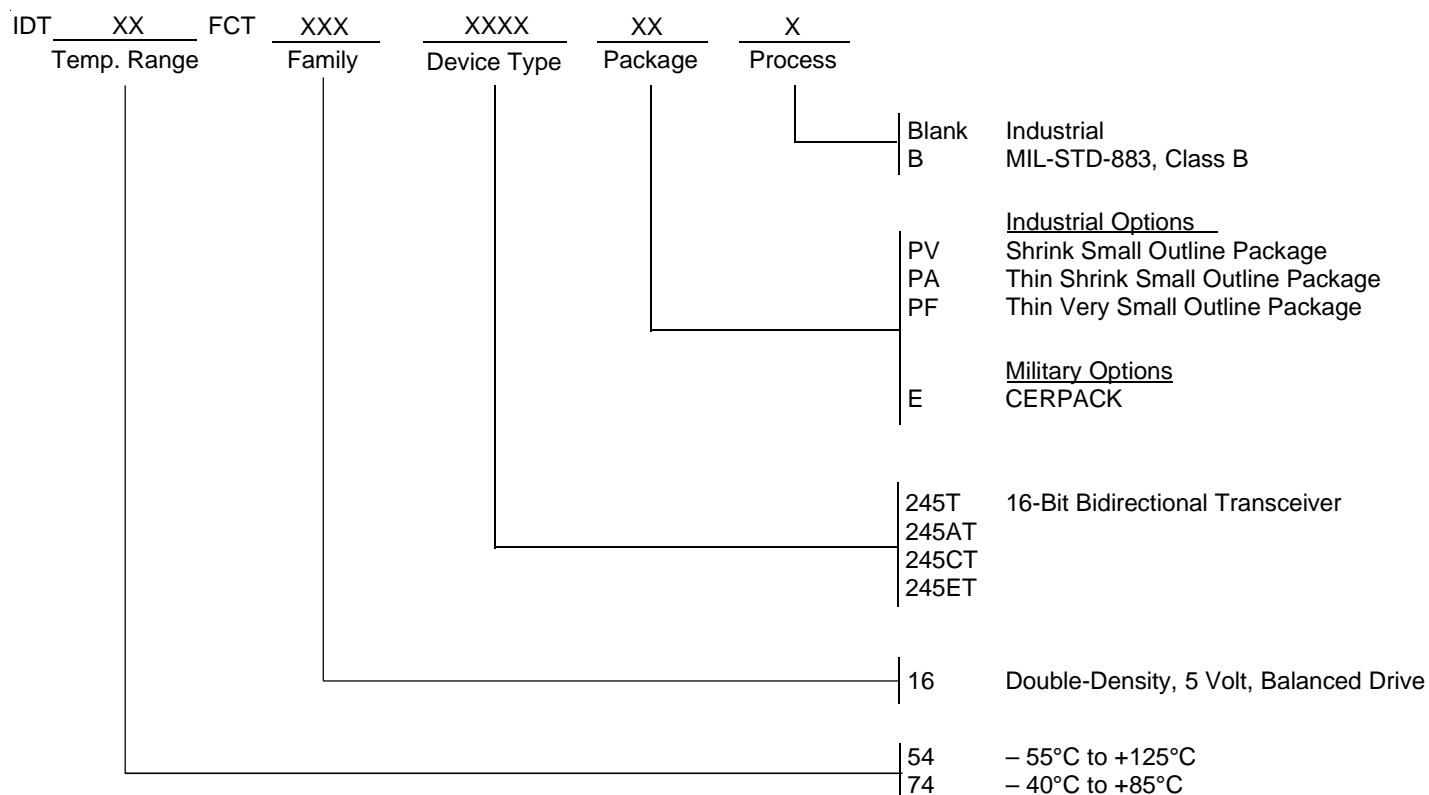 IDT XX FCT XXX XXXX XX X
Temp. Range Family Device Type Package Process
Blank Industrial
B MIL-STD-883, Class B
Industrial Options
PV Shrink Small Outline Package
PA Thin Shrink Small Outline Package
PF Thin Very Small Outline Package
Military Options
E CERPACK
245T 16-Bit Bidirectional Transceiver
245AT
245CT
245ET
16 Double-Density, 5 Volt, Balanced Drive
54 – 55°C to +125°C
74 – 40°C to +85°C